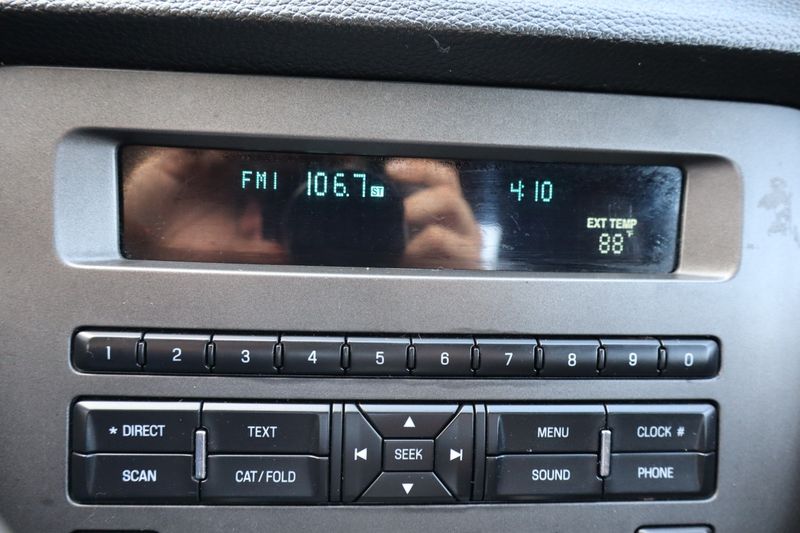 FM1 106.7 ST 4:10
EXT TEMP
88°F
1 2 3 4 5 6 7 8 9 0
* DIRECT TEXT MENU CLOCK #
SEEK
SCAN CAT/FOLD SOUND PHONE